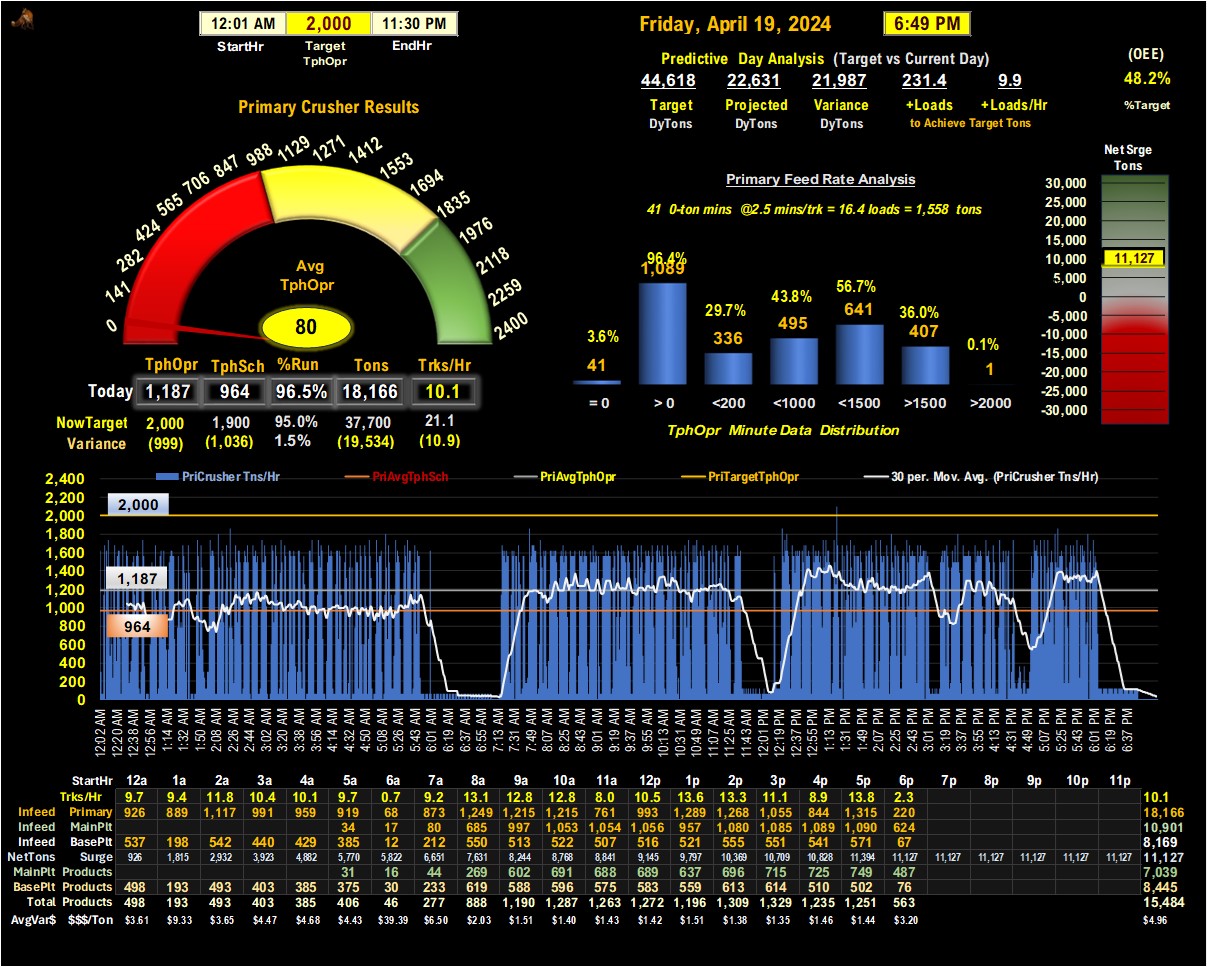 12:01 AM 2,000 11:30 PM
StartHr Target EndHr
TphOpr
Friday, April 19, 2024 6:49 PM
Predictive Day Analysis (Target vs Current Day)
44,618 22,631 21,987 231.4 9.9
Target Projected Variance +Loads +Loads/Hr
DyTons DyTons DyTons to Achieve Target Tons
(OEE)
48.2%
%Target
Primary Crusher Results
0 141 282 424 565 706 847 988 1129 1271 1412 1553 1694 1835 1976 2118 2259 2400
Avg
TphOpr
80
TphOpr TphSch %Run Tons Trks/Hr
Today 1,187 964 96.5% 18,166 10.1
NowTarget 2,000 1,900 95.0% 37,700 21.1
Variance (999) (1,036) 1.5% (19,534) (10.9)
Primary Feed Rate Analysis
41 0-ton mins @2.5 mins/trk = 16.4 loads = 1,558 tons
3.6% 96.4% 29.7% 43.8% 56.7% 36.0% 0.1%
41 1,089 336 495 641 407 1
= 0 > 0 <200 <1000 <1500 >1500 >2000
TphOpr Minute Data Distribution
Net Srge
Tons
30,000
25,000
20,000
15,000
10,000 11,127
5,000
0
-5,000
-10,000
-15,000
-20,000
-25,000
-30,000
PriCrusher Tns/Hr PriAvgTphSch PriAvgTphOpr PriTargetTphOpr 30 per. Mov. Avg. (PriCrusher Tns/Hr)
2,400
2,200
2,000
1,800
1,600
1,400
1,200
1,000
800
600
400
200
0
2,000
1,187
964
12:02 AM 12:20 AM 12:38 AM 12:56 AM 1:14 AM 1:32 AM 1:50 AM 2:08 AM 2:26 AM 2:44 AM 3:02 AM 3:20 AM 3:38 AM 3:56 AM 4:14 AM 4:32 AM 4:50 AM 5:08 AM 5:25 AM 5:43 AM 6:01 AM 6:19 AM 6:37 AM 6:55 AM 7:13 AM 7:31 AM 7:49 AM 8:07 AM 8:25 AM 8:43 AM 9:01 AM 9:19 AM 9:37 AM 9:55 AM 10:13 AM 10:31 AM 10:49 AM 11:07 AM 11:25 AM 11:43 AM 12:01 PM 12:19 PM 12:37 PM 12:55 PM 1:13 PM 1:31 PM 1:49 PM 2:07 PM 2:25 PM 2:43 PM 3:01 PM 3:19 PM 3:37 PM 3:55 PM 4:13 PM 4:31 PM 4:49 PM 5:07 PM 5:25 PM 5:43 PM 6:01 PM 6:19 PM 6:37 PM
StartHr 12a 1a 2a 3a 4a 5a 6a 7a 8a 9a 10a 11a 12p 1p 2p 3p 4p 5p 6p 7p 8p 9p 10p 11p
Trks/Hr 9.7 9.4 11.8 10.4 10.1 9.7 0.7 9.2 13.1 12.8 12.8 8.0 10.5 13.6 13.3 11.1 8.9 13.8 2.3 10.1
Infeed Primary 926 889 1,117 991 959 919 68 873 1,249 1,215 1,215 761 993 1,289 1,268 1,055 844 1,315 220 18,166
Infeed MainPlt 34 17 80 685 997 1,053 1,054 1,056 957 1,080 1,085 1,089 1,090 624 10,901
Infeed BasePlt 537 198 542 440 429 385 12 212 550 513 522 507 516 521 555 551 541 571 67 8,169
NetTons Surge 926 1,815 2,932 3,923 4,882 5,770 5,822 6,651 7,631 8,244 8,768 8,841 9,145 9,797 10,369 10,709 10,828 11,394 11,127 11,127 11,127 11,127 11,127 11,127 11,127
MainPlt Products 31 16 44 269 602 691 688 689 637 696 715 725 749 487 7,039
BasePlt Products 498 193 493 403 385 375 30 233 619 588 596 575 583 559 613 614 510 502 76 8,445
Total Products 498 193 493 403 385 406 46 277 888 1,190 1,287 1,263 1,272 1,196 1,309 1,329 1,235 1,251 563 15,484
AvgVar$ $$$/Ton $3.61 $9.33 $3.65 $4.47 $4.68 $4.43 $39.39 $6.50 $2.03 $1.51 $1.40 $1.43 $1.42 $1.51 $1.38 $1.35 $1.46 $1.44 $3.20 $4.96